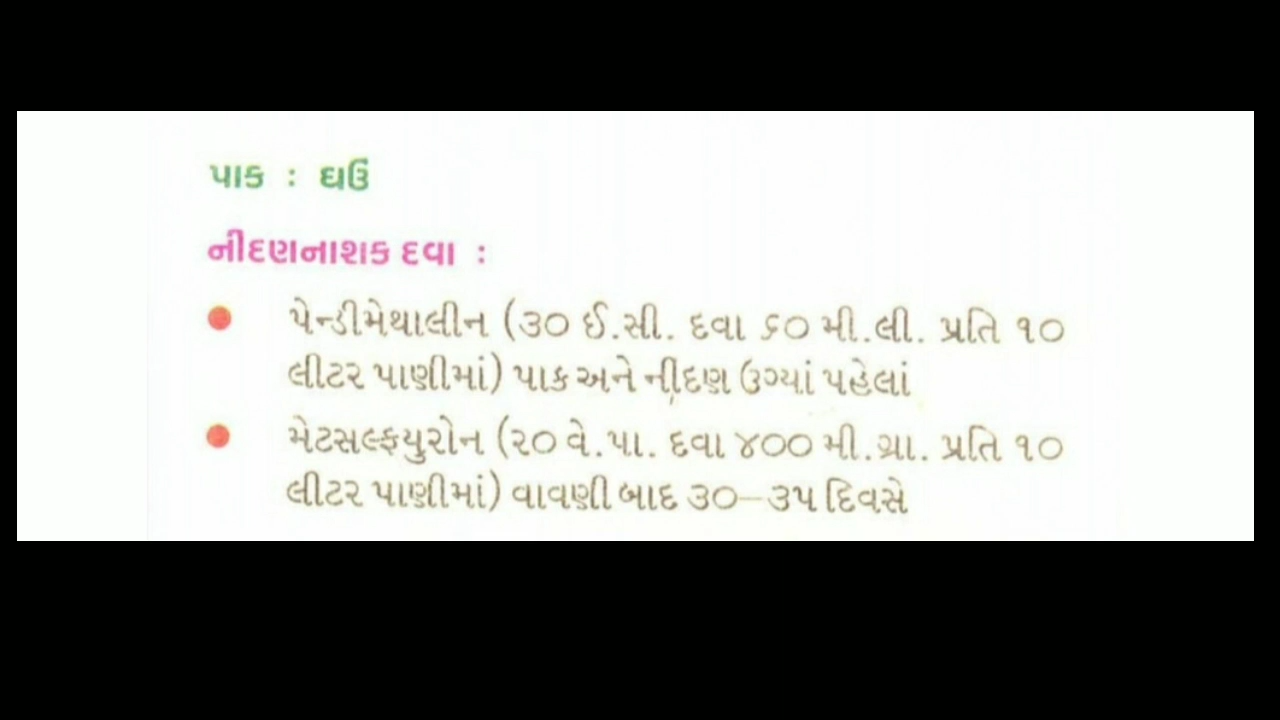 પાક : ઘઉં
નીંદણનાશક દવા :
પેન્ડીમેથાલીન (૩૦ ઈ.સી. દવા ૬૦ મી.લી. પ્રતિ ૧૦
લીટર પાણીમાં) પાક અને નીંદણ ઉગ્યાં પહેલાં
મેટસલ્ફયુરોન (૨૦ વે.પા. દવા ૪૦૦ મી.ગ્રા. પ્રતિ ૧૦
લીટર પાણીમાં) વાવણી બાદ ૩૦–૩૫ દિવસે